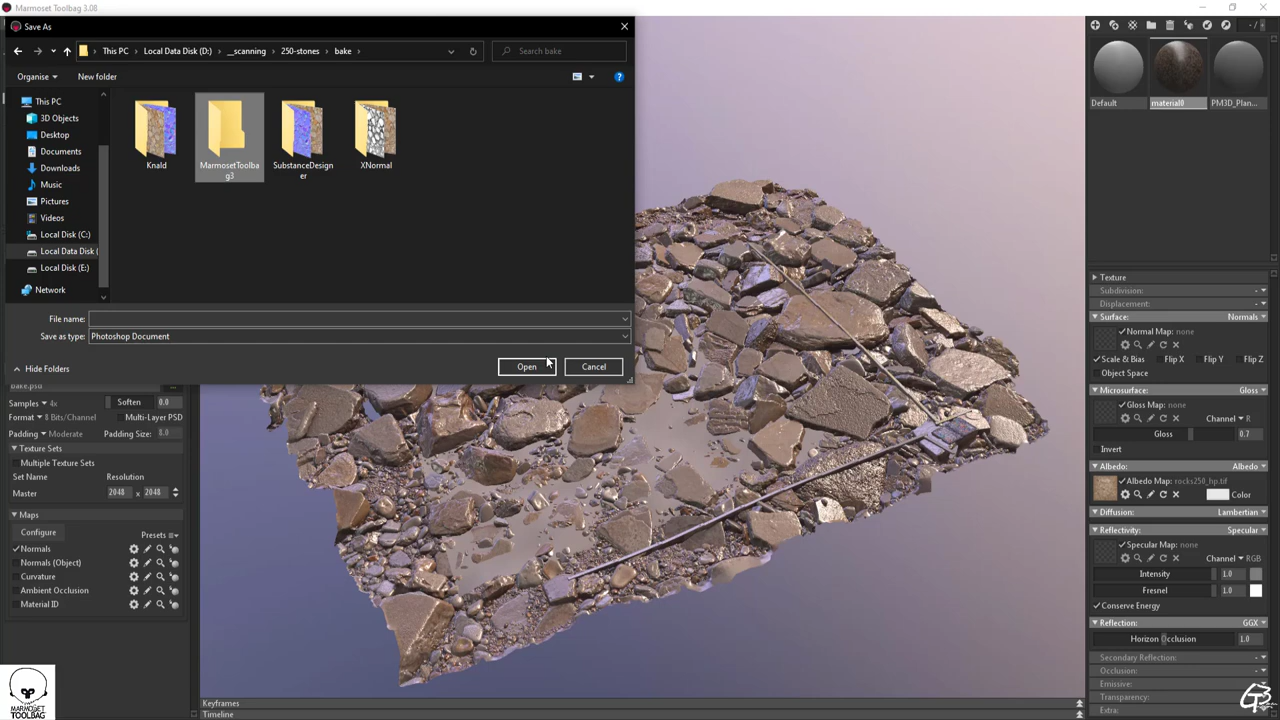 Marmoset Toolbag 3.08
Save As
This PC
Local Data Disk (D:)
__scanning
250-stones
bake
Search bake
Organise
New folder
This PC
3D Objects
Desktop
Documents
Downloads
Music
Pictures
Videos
Local Disk (C:)
Local Data Disk (
Local Disk (E:)
Network
Knald
MarmosetToolba
g3
SubstanceDesign
er
XNormal
File name:
Save as type: Photoshop Document
Hide Folders
Open
Cancel
bake.psd
Samples 4x Soften 0.0
Format 8 Bits/Channel Multi-Layer PSD
Padding Moderate Padding Size: 8.0
Texture Sets
Multiple Texture Sets
Set Name Resolution
Master 2048 x 2048
Maps
Configure Presets
Normals
Normals (Object)
Curvature
Ambient Occlusion
Material ID
MARMOSET
TOOLBAG
Keyframes
Timeline
Default material0 PM3D_Plan
Texture
Subdivision:
Displacement:
Surface: Normals
Normal Map: none
Scale & Bias Flip X Flip Y Flip Z
Object Space
Microsurface: Gloss
Gloss Map: none
Channel R
Gloss 0.7
Invert
Albedo: Albedo
Albedo Map: rocks250_hp.tif
Color
Diffusion: Lambertian
Reflectivity: Specular
Specular Map: none
Channel RGB
Intensity 1.0
Fresnel 1.0
Conserve Energy
Reflection: GGX
Horizon Occlusion 1.0
Secondary Reflection:
Occlusion:
Emissive:
Transparency:
Extra: